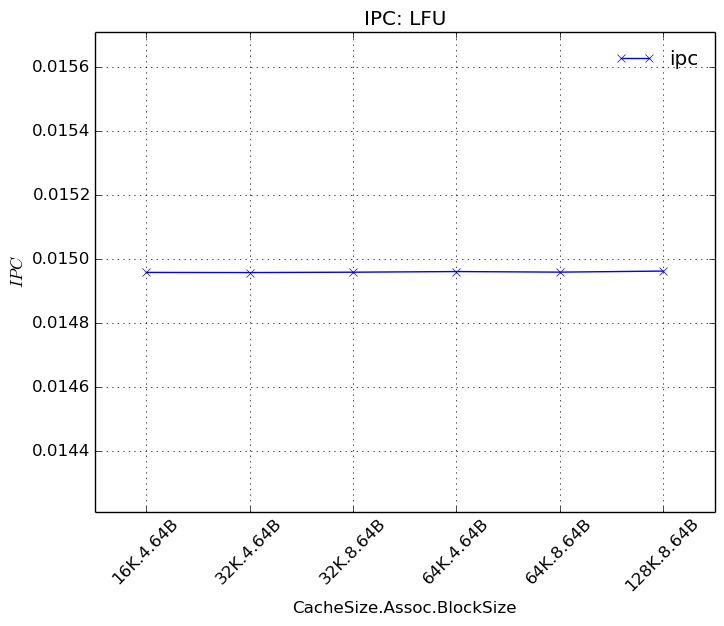 IPC: LFU
ipc
0.0156
0.0154
0.0152
0.0150
0.0148
0.0146
0.0144
IPC
16K.4.64B
32K.4.64B
32K.8.64B
64K.4.64B
64K.8.64B
128K.8.64B
CacheSize.Assoc.BlockSize